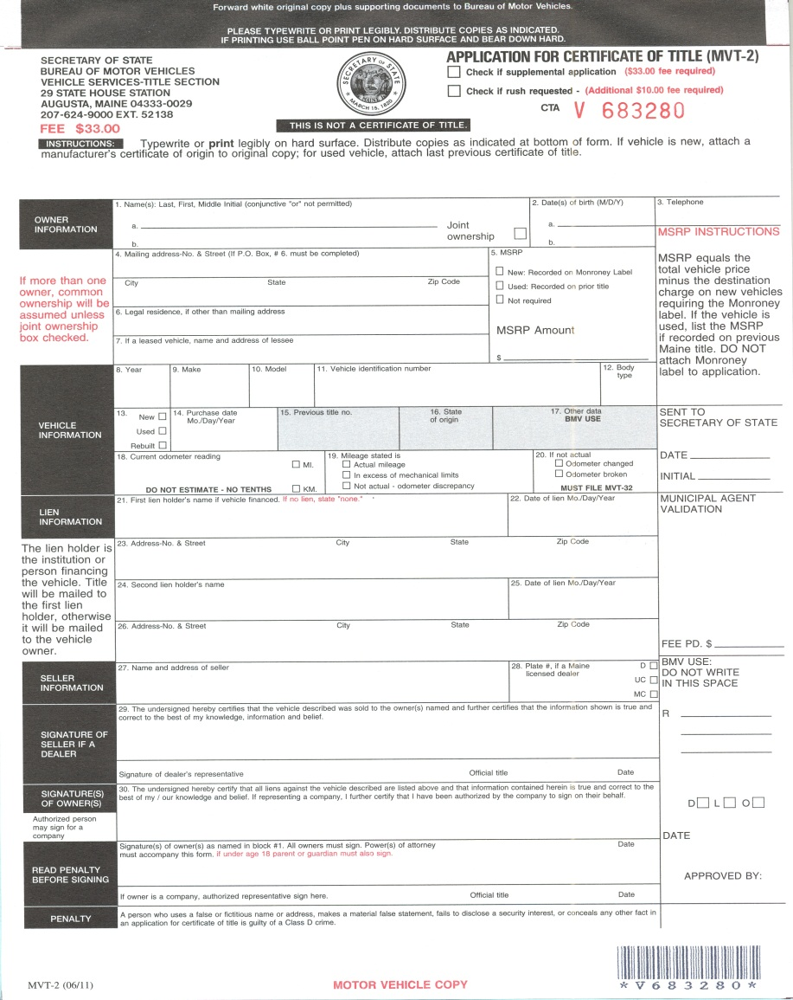 Forward white original copy plus supporting documents to Bureau of Motor Vehicles.
PLEASE TYPEWRITE OR PRINT LEGIBLY. DISTRIBUTE COPIES AS INDICATED.
IF PRINTING USE BALL POINT PEN ON HARD SURFACE AND BEAR DOWN HARD.
SECRETARY OF STATE
BUREAU OF MOTOR VEHICLES
VEHICLE SERVICES-TITLE SECTION
29 STATE HOUSE STATION
AUGUSTA, MAINE 04333-0029
207-624-9000 EXT. 52138
FEE $33.00
SECRETARY OF STATE
MAINE
MARCH 15, 1820
THIS IS NOT A CERTIFICATE OF TITLE.
APPLICATION FOR CERTIFICATE OF TITLE (MVT-2)
Check if supplemental application ($33.00 fee required)
Check if rush requested - (Additional $10.00 fee required)
CTA V 683280
INSTRUCTIONS: Typewrite or print legibly on hard surface. Distribute copies as indicated at bottom of form. If vehicle is new, attach a
manufacturer's certificate of origin to original copy; for used vehicle, attach last previous certificate of title.
OWNER
INFORMATION
1. Name(s): Last, First, Middle Initial (conjunctive "or" not permitted)
a.
b.
Joint
ownership
2. Date(s) of birth (M/D/Y)
a.
b.
3. Telephone
If more than one
owner, common
ownership will be
assumed unless
joint ownership
box checked.
4. Mailing address-No. & Street (If P.O. Box, # 6. must be completed)
City State Zip Code
6. Legal residence, if other than mailing address
7. If a leased vehicle, name and address of lessee
5. MSRP
New: Recorded on Monroney Label
Used: Recorded on prior title
Not required
MSRP Amount
$
MSRP INSTRUCTIONS
MSRP equals the
total vehicle price
minus the destination
charge on new vehicles
requiring the Monroney
label. If the vehicle is
used, list the MSRP
if recorded on previous
Maine title. DO NOT
attach Monroney
label to application.
VEHICLE
INFORMATION
8. Year 9. Make 10. Model 11. Vehicle identification number 12. Body
type
13. New
Used
Rebuilt
14. Purchase date
Mo./Day/Year
15. Previous title no.
16. State
of origin
17. Other data
BMV USE
18. Current odometer reading
MI.
DO NOT ESTIMATE - NO TENTHS KM.
19. Mileage stated is
Actual mileage
In excess of mechanical limits
Not actual - odometer discrepancy
20. If not actual
Odometer changed
Odometer broken
MUST FILE MVT-32
SENT TO
SECRETARY OF STATE
DATE
INITIAL
LIEN
INFORMATION
The lien holder is
the institution or
person financing
the vehicle. Title
will be mailed to
the first lien
holder, otherwise
it will be mailed
to the vehicle
owner.
21. First lien holder's name if vehicle financed. If no lien, state "none."
22. Date of lien Mo./Day/Year
23. Address-No. & Street City State Zip Code
24. Second lien holder's name
25. Date of lien Mo./Day/Year
26. Address-No. & Street City State Zip Code
MUNICIPAL AGENT
VALIDATION
FEE PD. $
SELLER
INFORMATION
27. Name and address of seller
28. Plate #, if a Maine
licensed dealer
D
UC
MC
BMV USE:
DO NOT WRITE
IN THIS SPACE
R
SIGNATURE OF
SELLER IF A
DEALER
29. The undersigned hereby certifies that the vehicle described was sold to the owner(s) named and further certifies that the information shown is true and
correct to the best of my knowledge, information and belief.
Signature of dealer's representative Official title Date
SIGNATURE(S)
OF OWNER(S)
Authorized person
may sign for a
company
30. The undersigned hereby certify that all liens against the vehicle described are listed above and that information contained herein is true and correct to the
best of my / our knowledge and belief. If representing a company, I further certify that I have been authorized by the company to sign on their behalf.
D L O
DATE
READ PENALTY
BEFORE SIGNING
Signature(s) of owner(s) as named in block #1. All owners must sign. Power(s) of attorney Date
must accompany this form. if under age 18 parent or guardian must also sign.
If owner is a company, authorized representative sign here. Official title Date
APPROVED BY:
PENALTY
A person who uses a false or fictitious name or address, makes a material false statement, fails to disclose a security interest, or conceals any other fact in
an application for certificate of title is guilty of a Class D crime.
MVT-2 (06/11)
MOTOR VEHICLE COPY
*V683280*